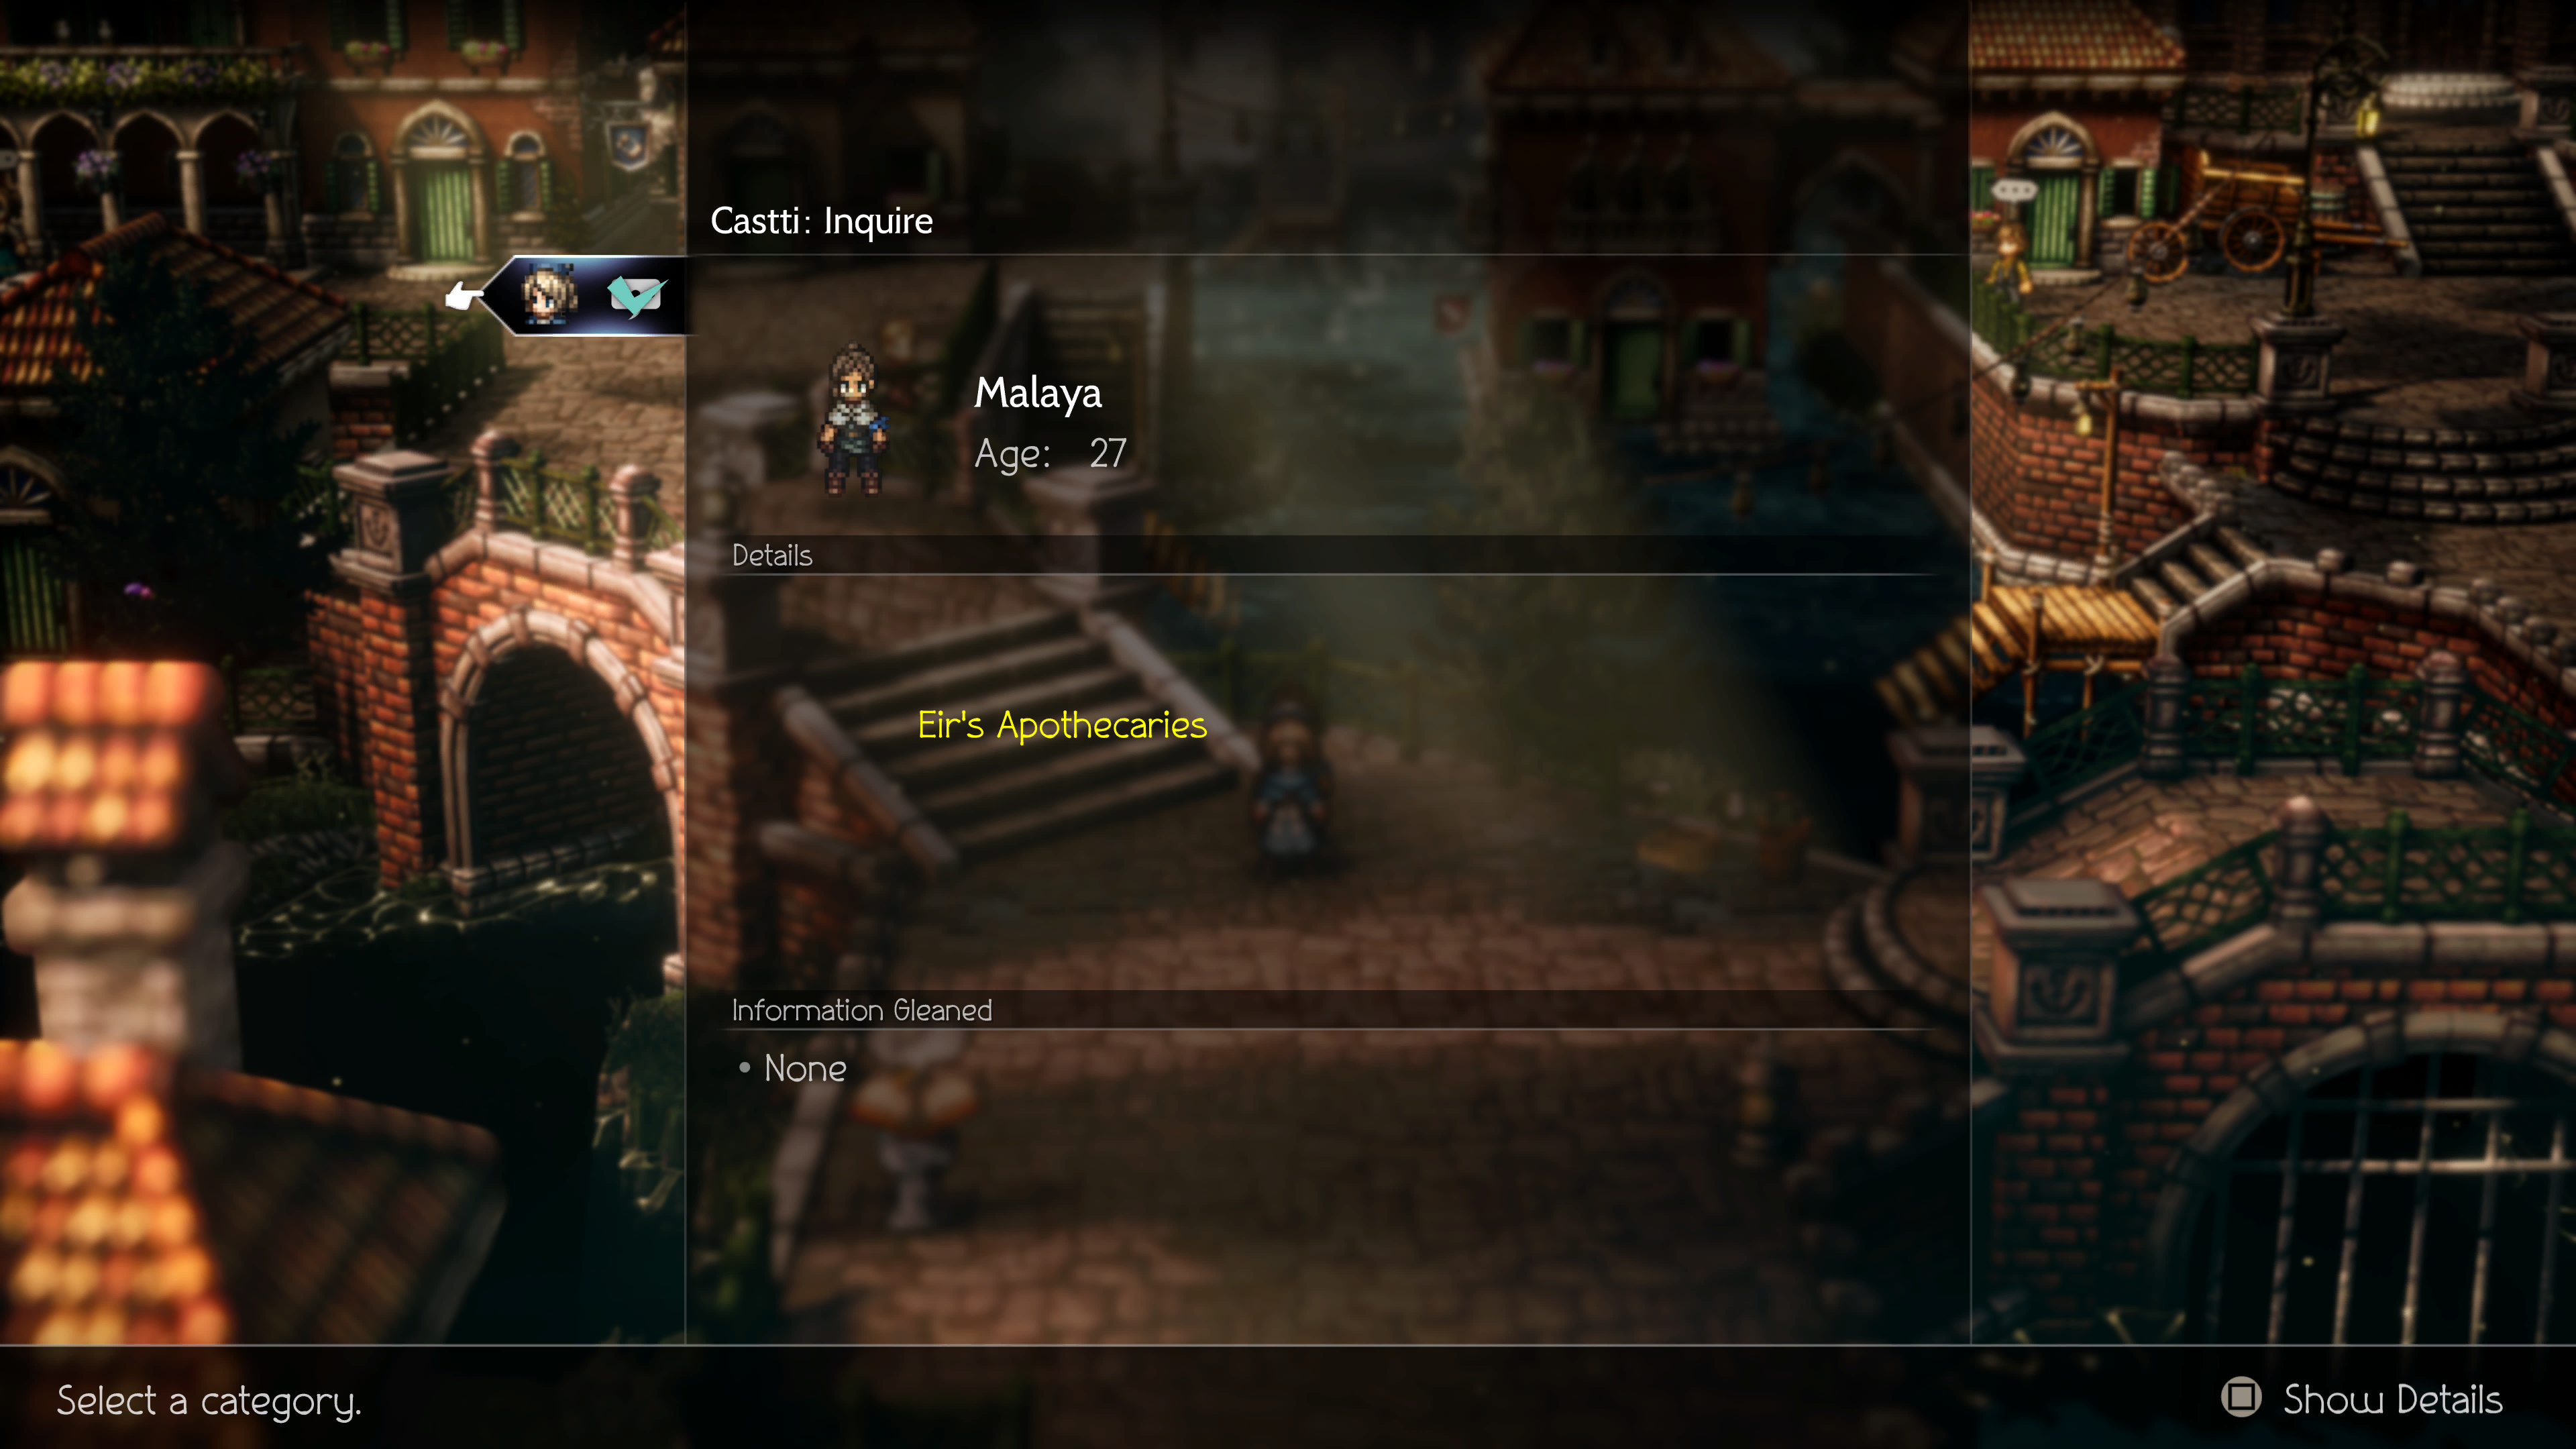 Castti: Inquire
Malaya
Age: 27
Details
Eir's Apothecaries
Information Gleaned
• None
Select a category.
Show Details